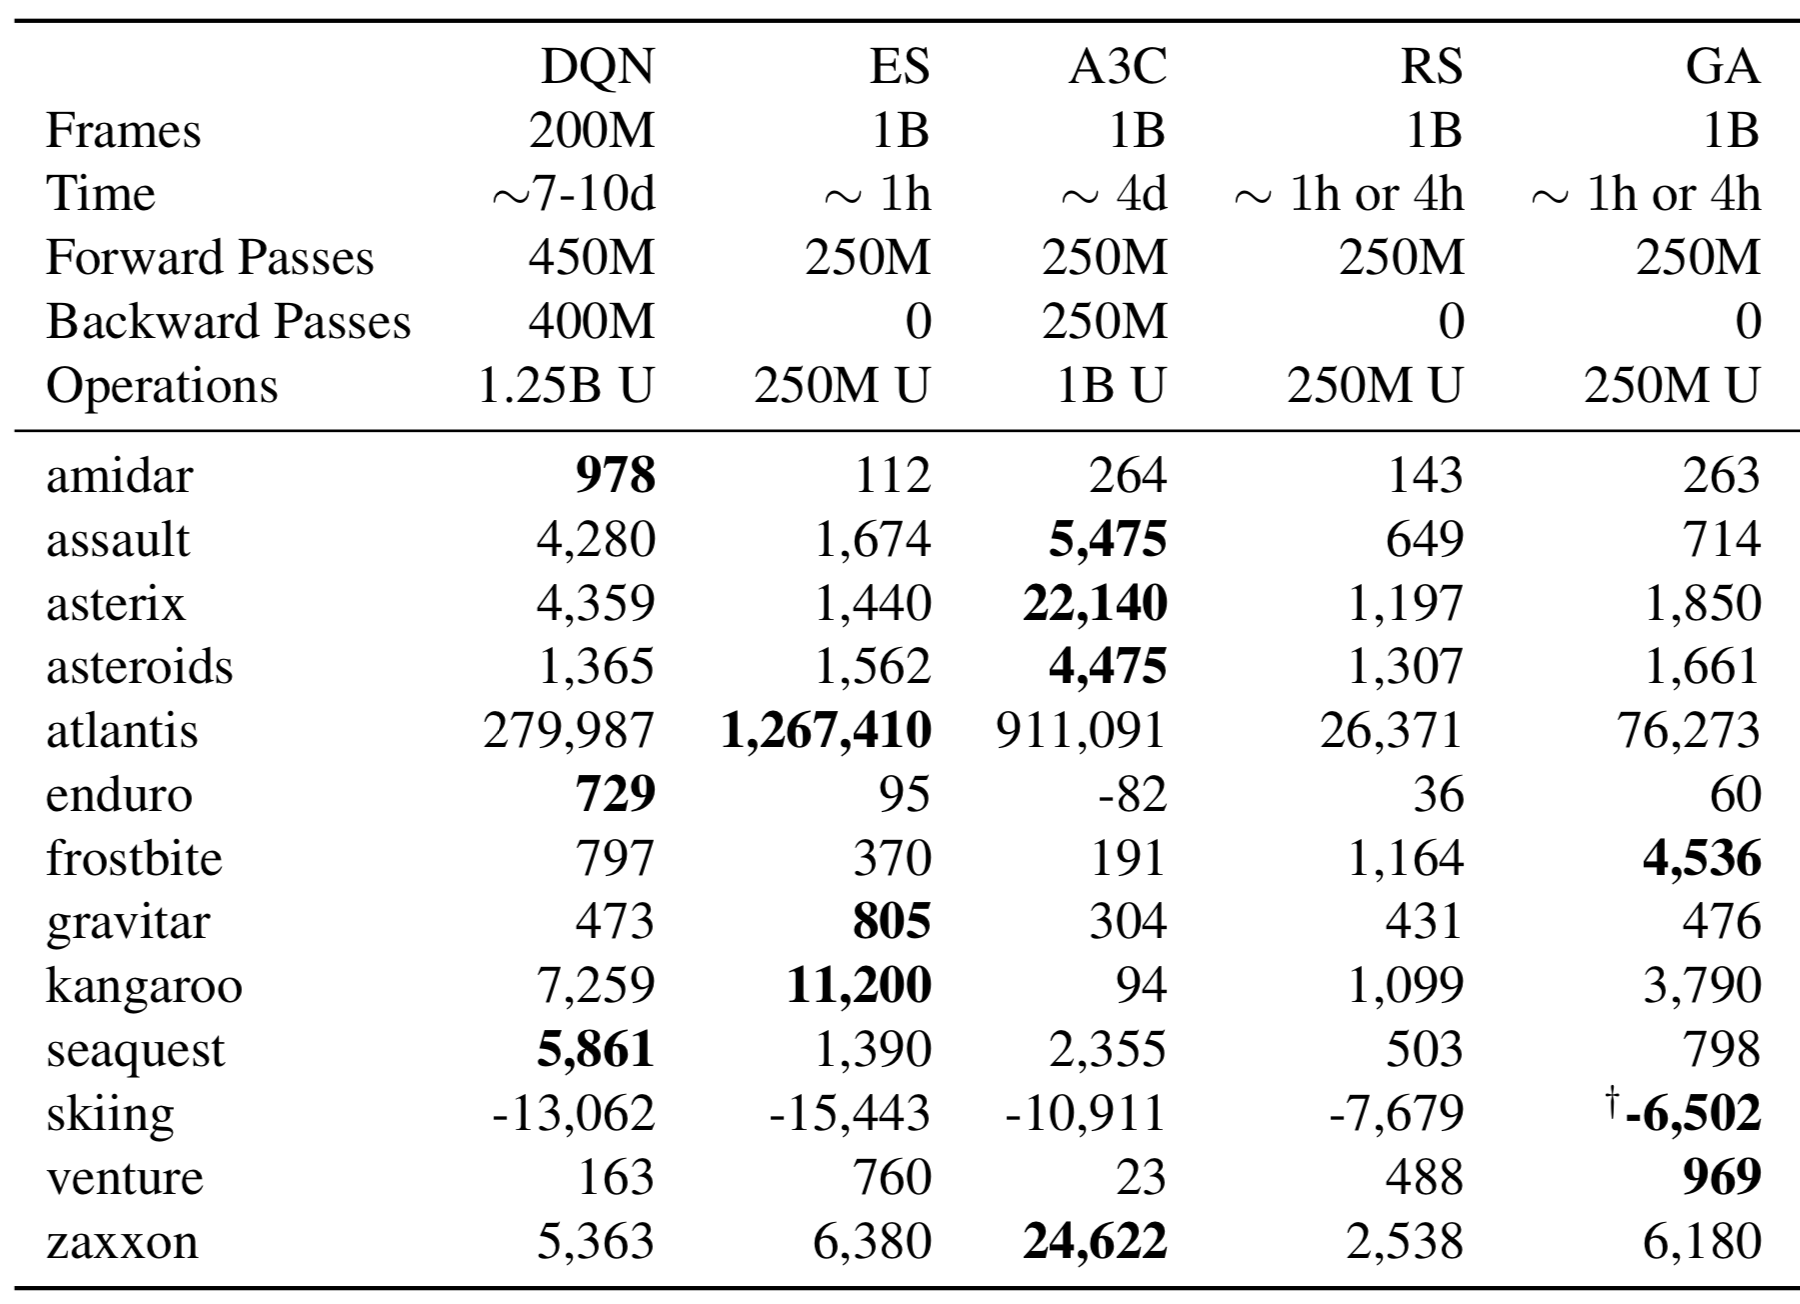 DQN ES A3C RS GA
Frames 200M 1B 1B 1B 1B
Time ~7-10d ~ 1h ~ 4d ~ 1h or 4h ~ 1h or 4h
Forward Passes 450M 250M 250M 250M 250M
Backward Passes 400M 0 250M 0 0
Operations 1.25B U 250M U 1B U 250M U 250M U
amidar 978 112 264 143 263
assault 4,280 1,674 5,475 649 714
asterix 4,359 1,440 22,140 1,197 1,850
asteroids 1,365 1,562 4,475 1,307 1,661
atlantis 279,987 1,267,410 911,091 26,371 76,273
enduro 729 95 -82 36 60
frostbite 797 370 191 1,164 4,536
gravitar 473 805 304 431 476
kangaroo 7,259 11,200 94 1,099 3,790
seaquest 5,861 1,390 2,355 503 798
skiing -13,062 -15,443 -10,911 -7,679 †-6,502
venture 163 760 23 488 969
zaxxon 5,363 6,380 24,622 2,538 6,180